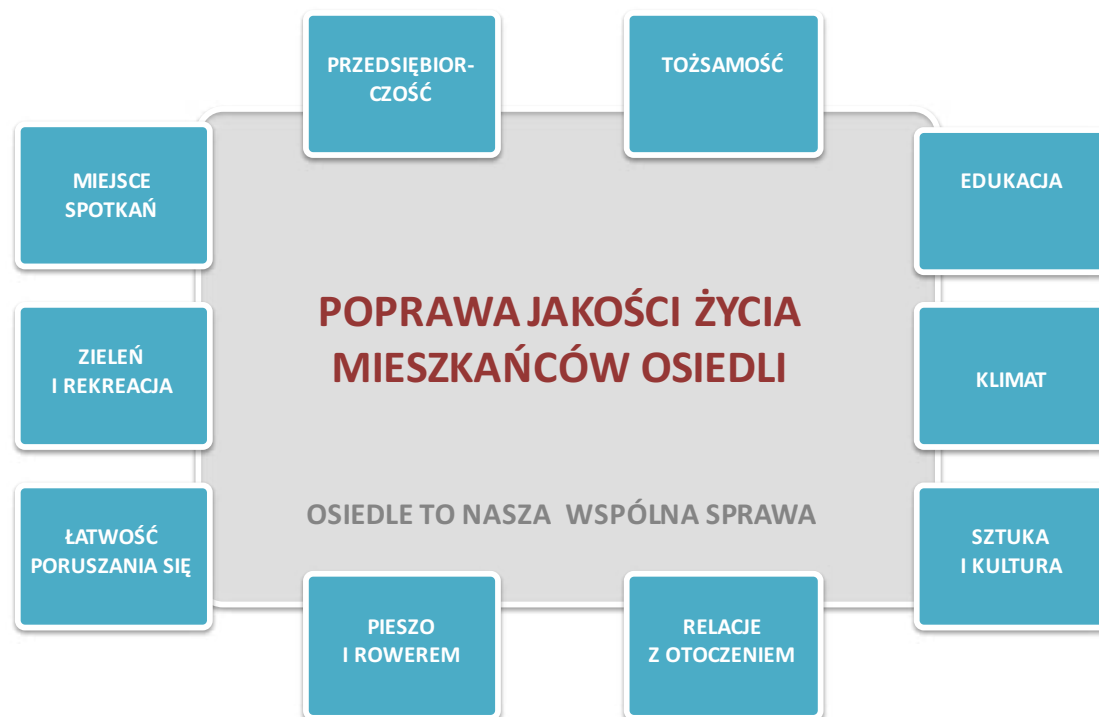 PRZEDSIĘBIOR-
CZOŚĆ
TOŻSAMOŚĆ
MIEJSCE
SPOTKAŃ
EDUKACJA
POPRAWA JAKOŚCI ŻYCIA
MIESZKAŃCÓW OSIEDLI
ZIELEŃ
I REKREACJA
KLIMAT
OSIEDLE TO NASZA WSPÓLNA SPRAWA
ŁATWOŚĆ
PORUSZANIA SIĘ
SZTUKA
I KULTURA
PIESZO
I ROWEREM
RELACJE
Z OTOCZENIEM